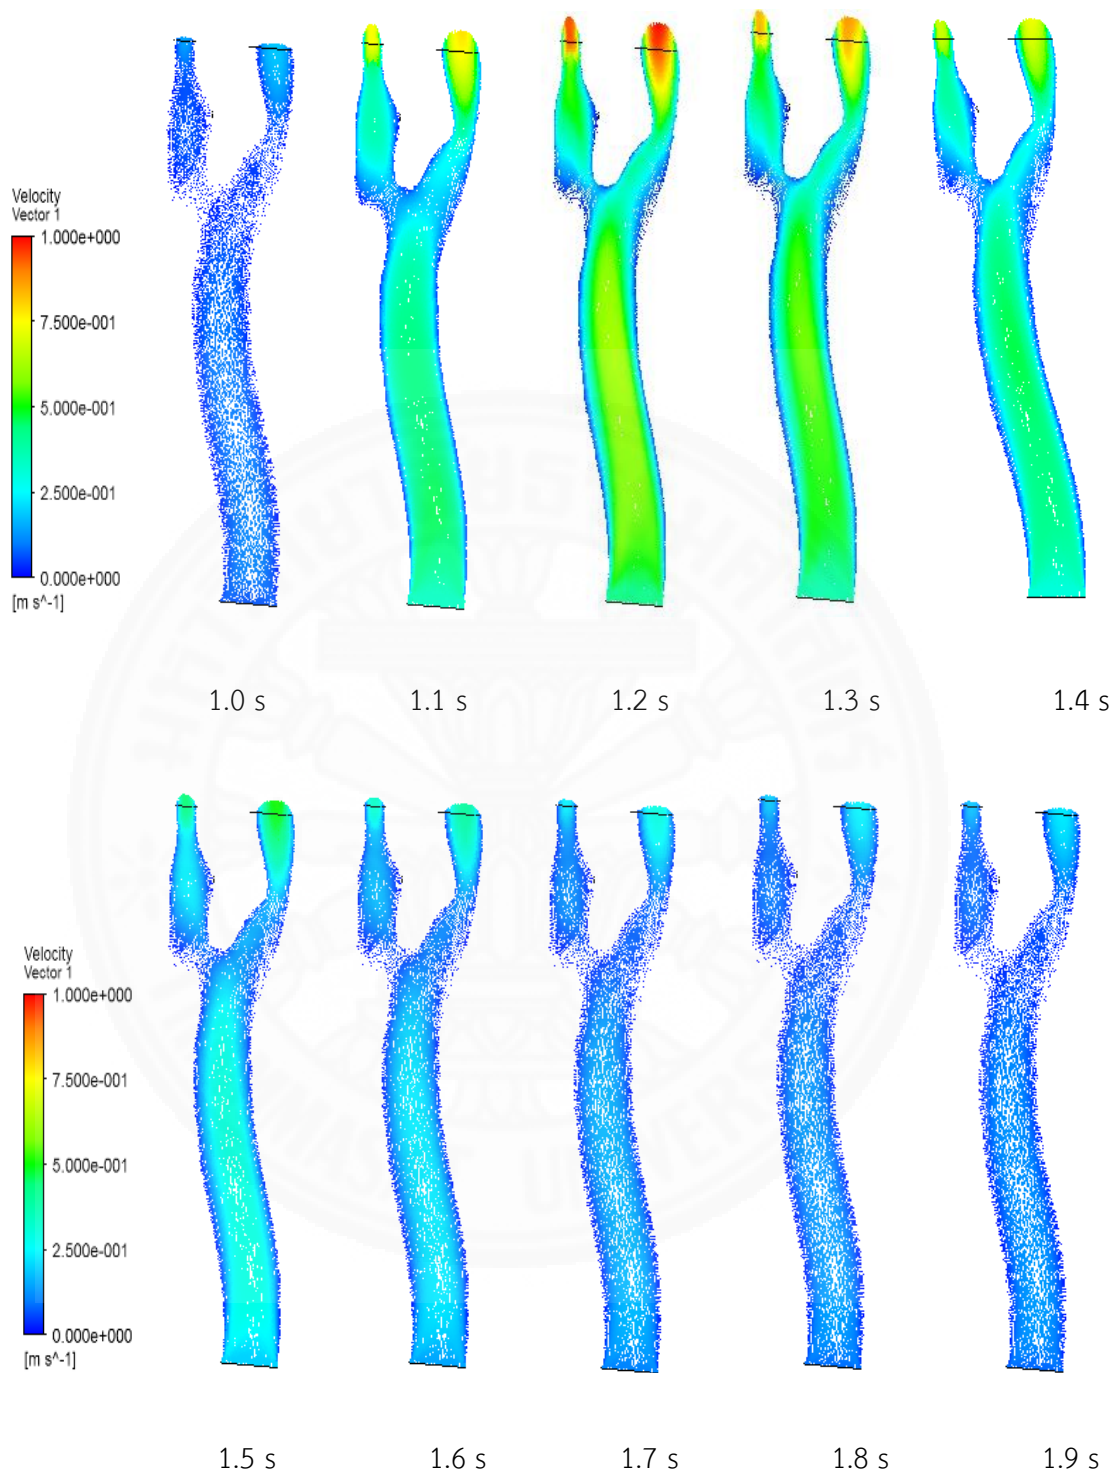 Velocity
Vector 1
1.000e+000
7.500e-001
5.000e-001
2.500e-001
0.000e+000
[m s^-1]
1.0 s
1.1 s
1.2 s
1.3 s
1.4 s
Velocity
Vector 1
1.000e+000
7.500e-001
5.000e-001
2.500e-001
0.000e+000
[m s^-1]
1.5 s
1.6 s
1.7 s
1.8 s
1.9 s